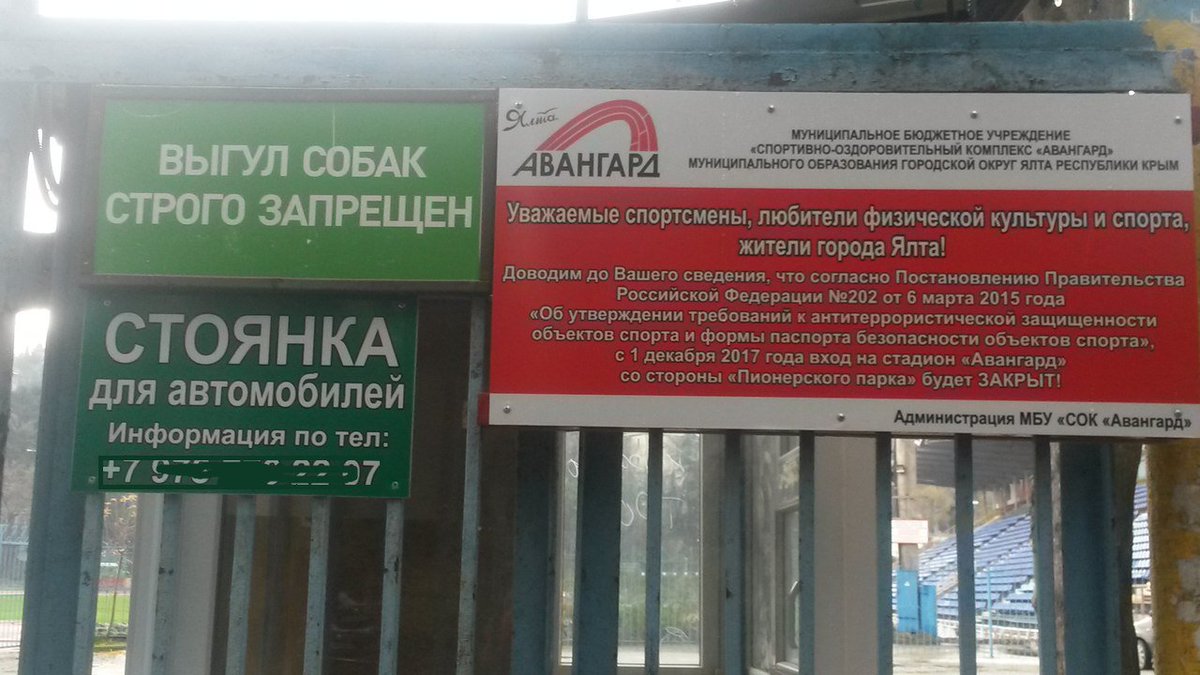 ВЫГУЛ СОБАК
СТРОГО ЗАПРЕЩЕН
СТОЯНКА
для автомобилей
Информация по тел:
+7 978
Ялта
АВАНГАРД
МУНИЦИПАЛЬНОЕ БЮДЖЕТНОЕ УЧРЕЖДЕНИЕ
«СПОРТИВНО-ОЗДОРОВИТЕЛЬНЫЙ КОМПЛЕКС «АВАНГАРД»
МУНИЦИПАЛЬНОГО ОБРАЗОВАНИЯ ГОРОДСКОЙ ОКРУГ ЯЛТА РЕСПУБЛИКИ КРЫМ
Уважаемые спортсмены, любители физической культуры и спорта,
жители города Ялта!
Доводим до Вашего сведения, что согласно Постановлению Правительства
Российской Федерации №202 от 6 марта 2015 года
«Об утверждении требований к антитеррористической защищенности
объектов спорта и формы паспорта безопасности объектов спорта»,
с 1 декабря 2017 года вход на стадион «Авангард»
со стороны «Пионерского парка» будет ЗАКРЫТ!
Администрация МБУ «СОК «Авангард»